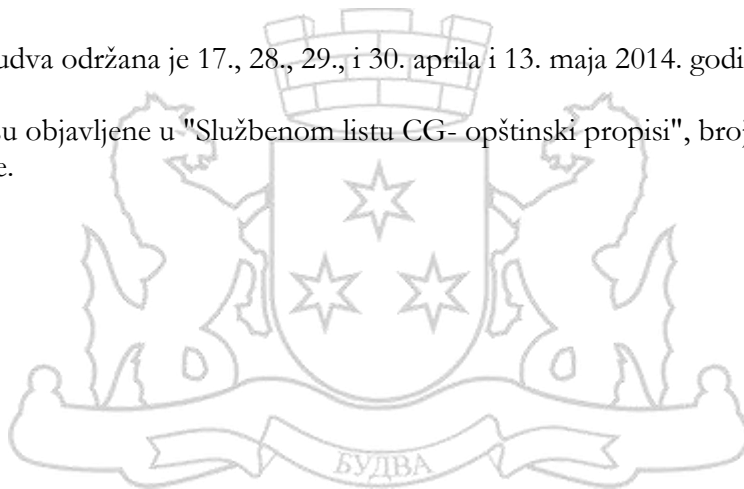 udva održana je 17., 28., 29., i 30. aprila i 13. maja 2014. godi
su objavljene u "Službenom listu CG- opštinski propisi", broj
e.
БУДВА